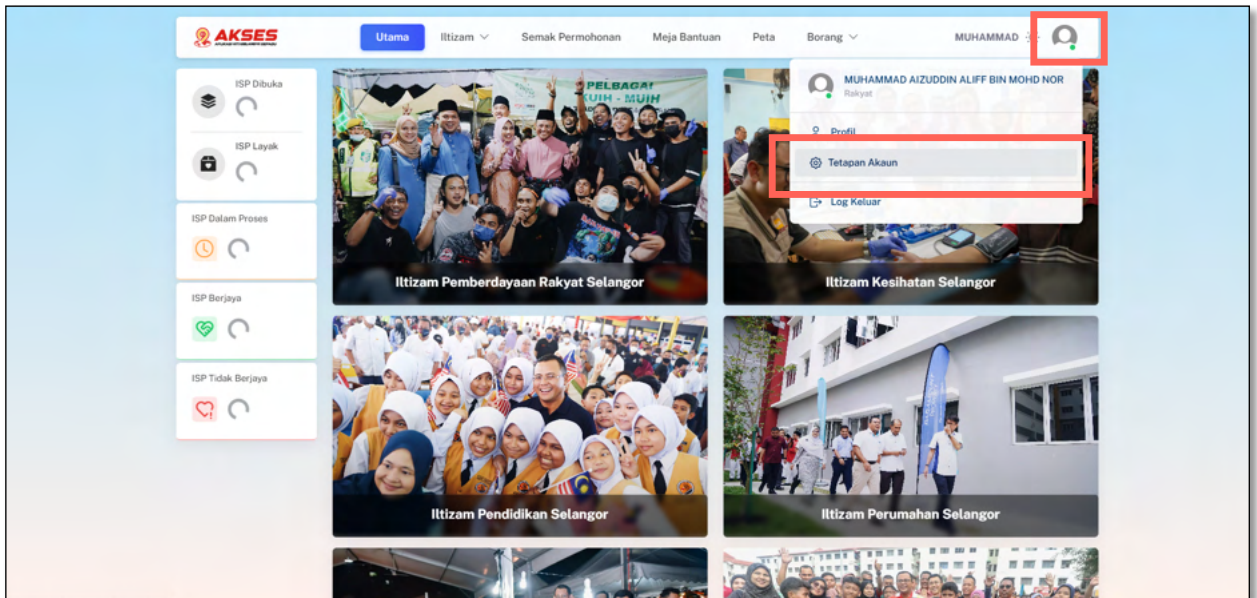 AKSES
Utama
Iltizam
Semak Permohonan
Meja Bantuan
Peta
Borang
MUHAMMAD
MUHAMMAD AIZUDDIN ALIFF BIN MOHD NOR
Rakyat
Profil
Tetapan Akaun
Log Keluar
ISP Dibuka
ISP Layak
ISP Dalam Proses
ISP Berjaya
ISP Tidak Berjaya
PELBAGAI
KUIH - MUIH
Iltizam Pemberdayaan Rakyat Selangor
Iltizam Kesihatan Selangor
Iltizam Pendidikan Selangor
Iltizam Perumahan Selangor